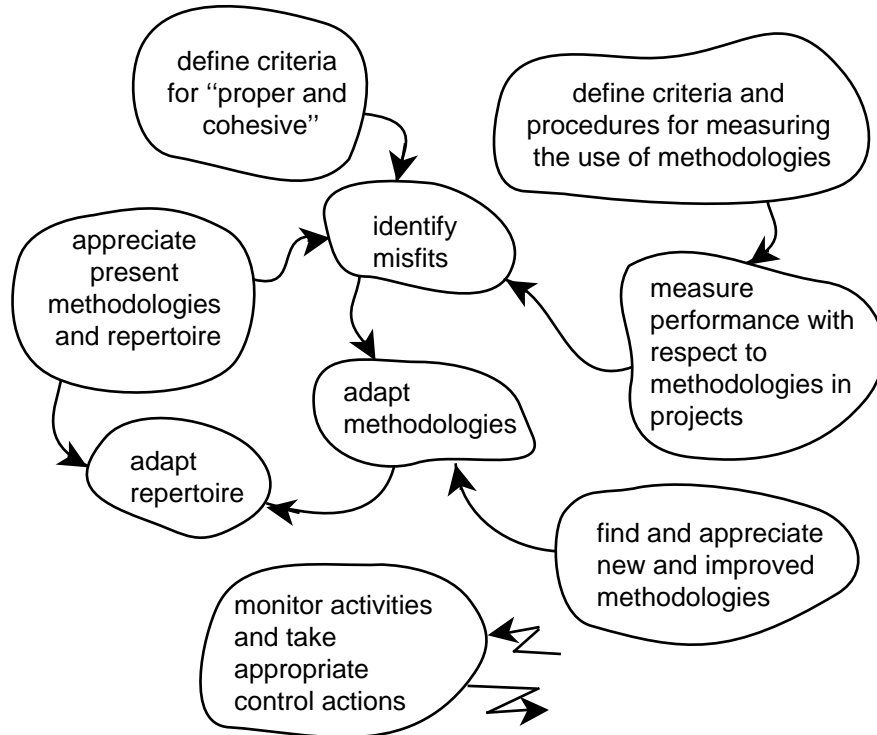 define criteria
for ‘‘proper and
cohesive’’
define criteria and
procedures for measuring
the use of methodologies
identify
misfits
appreciate
present
methodologies
and repertoire
measure
performance with
respect to
methodologies in
projects
adapt
methodologies
adapt
repertoire
find and appreciate
new and improved
methodologies
monitor activities
and take
appropriate
control actions